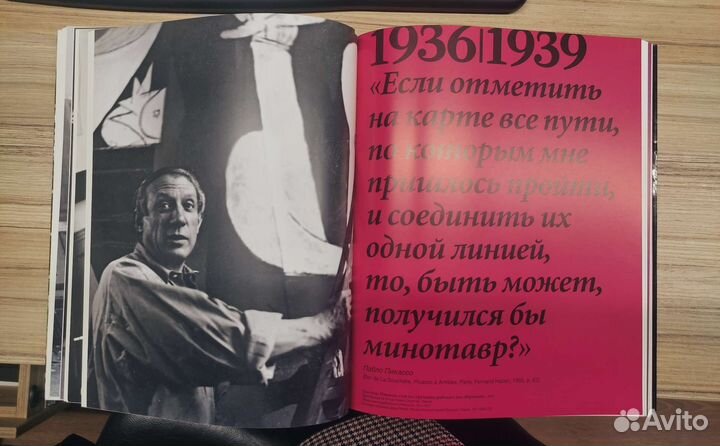 1936|1939
«Если отметить
на карте все пути,
по которым мне
пришлось пройти,
и соединить их
одной линией,
то, быть может,
получился бы
минотавр?»
Пабло Пикассо
Avito